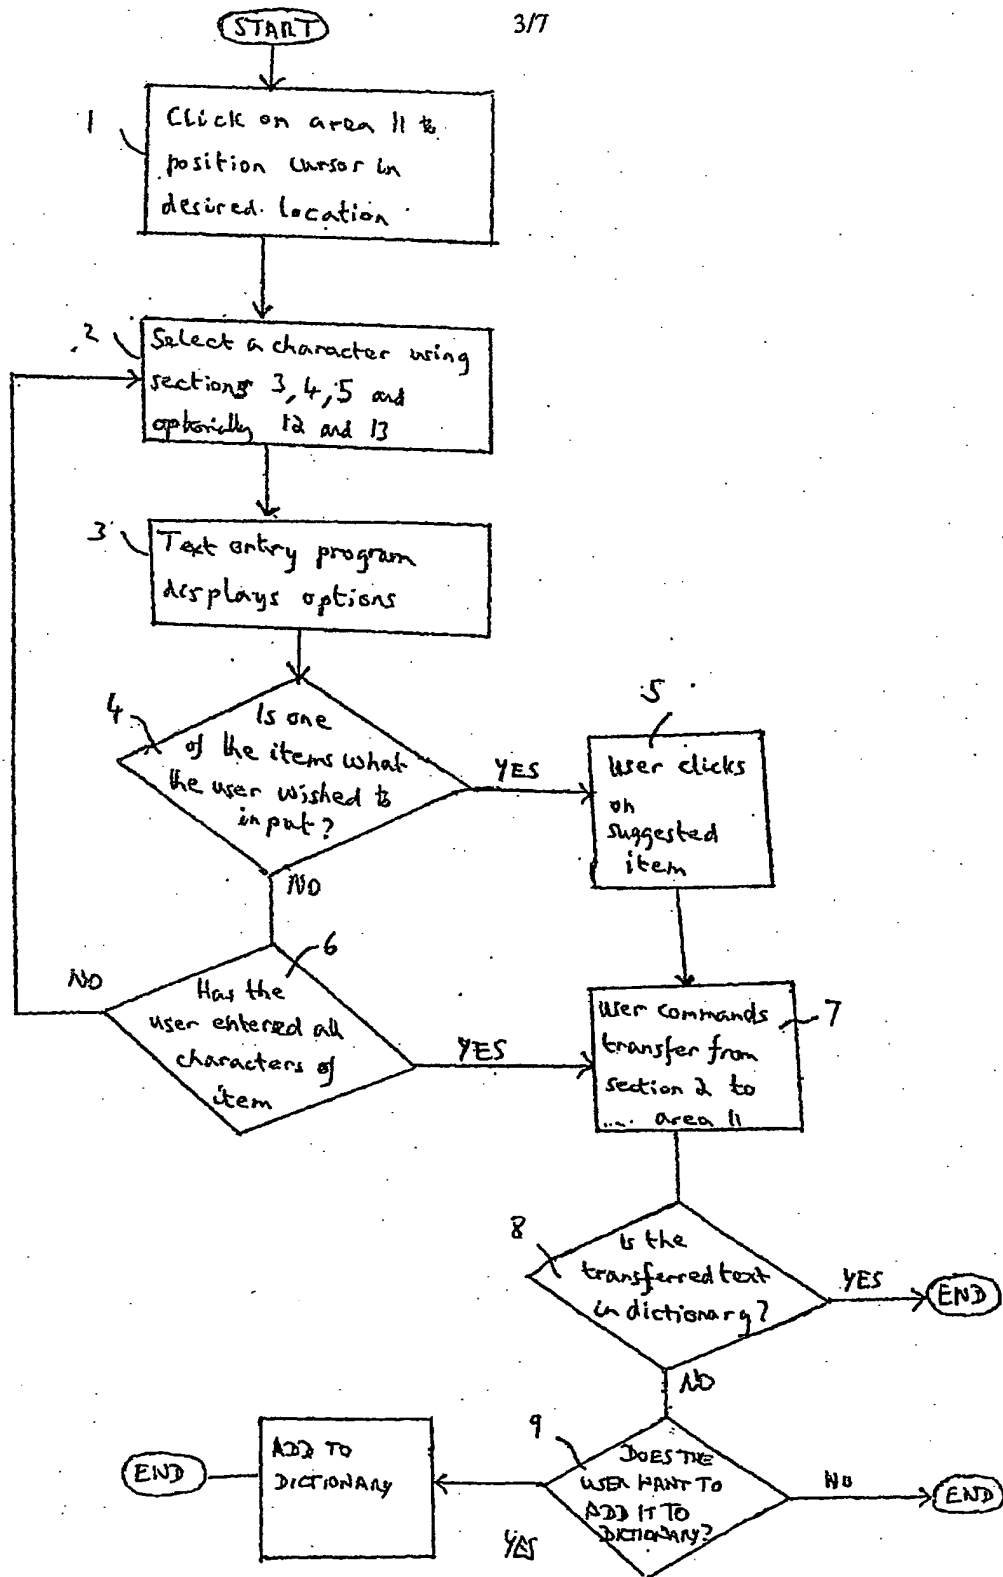 START
3/7
1
Click on area 11 to
position cursor in
desired location
2
Select a character using
sections 3, 4, 5 and
optionally 12 and 13
3
Text entry program
displays options
4
Is one
of the items what
the user wished to
input?
YES
NO
5
User clicks
on
suggested
item
6
Has the
user entered all
characters of
item
NO
YES
7
User commands
transfer from
section 2 to
.... area 11
8
Is the
transferred text
in dictionary?
YES
END
NO
9
DOES THE
USER WANT TO
ADD IT TO
DICTIONARY?
NO
END
YES
ADD TO
DICTIONARY
END